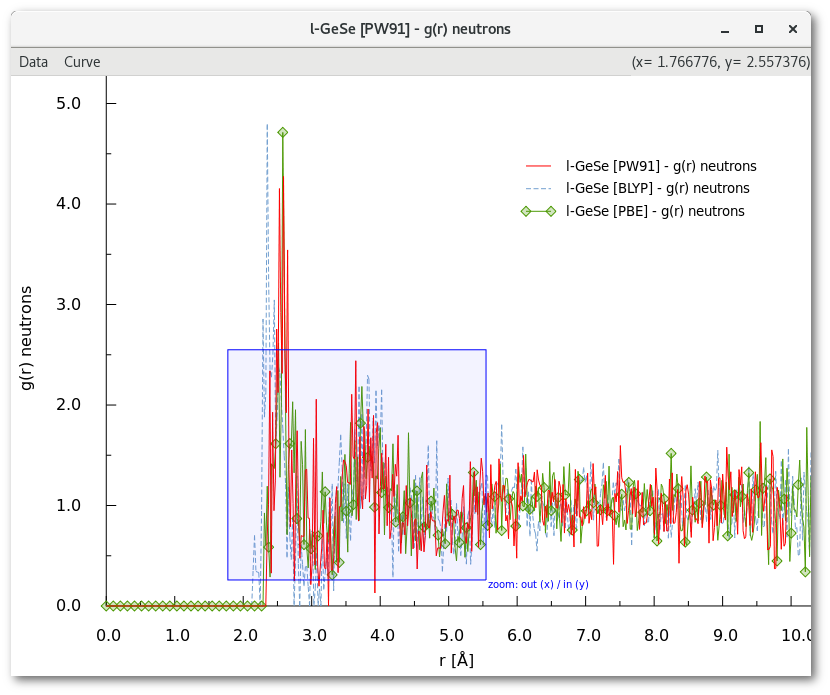 l-GeSe [PW91] - g(r) neutrons
Data Curve (x= 1.766776, y= 2.557376)
5.0
l-GeSe [PW91] - g(r) neutrons
l-GeSe [BLYP] - g(r) neutrons
l-GeSe [PBE] - g(r) neutrons
4.0
3.0
g(r) neutrons
2.0
1.0
zoom: out (x) / in (y)
0.0
0.0 1.0 2.0 3.0 4.0 5.0 6.0 7.0 8.0 9.0 10.0
r [Å]